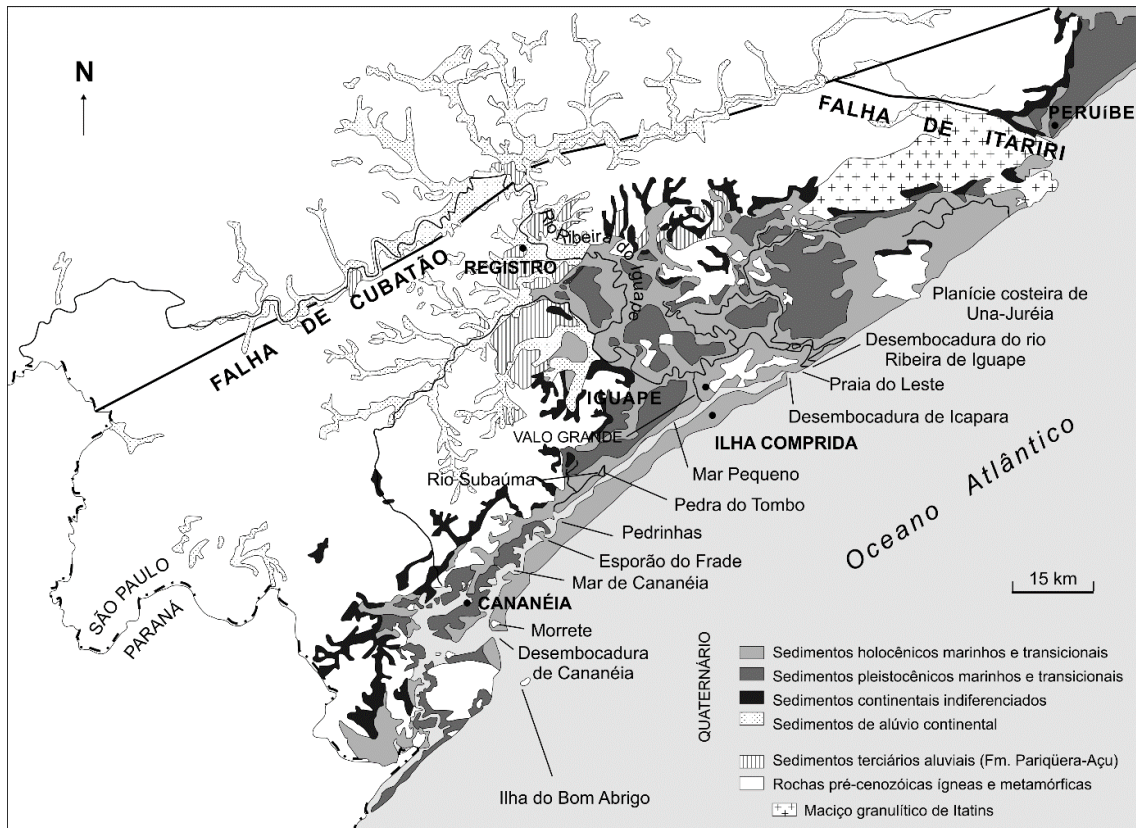 N
FALHA DE ITARIRI
PERUÍBE
Rio Ribeira do Iguape
REGISTRO
FALHA DE CUBATÃO
Planície costeira de
Una-Juréia
Desembocadura do rio
Ribeira de Iguape
Praia do Leste
IGUAPE
Desembocadura de Icapara
VALO GRANDE
ILHA COMPRIDA
Mar Pequeno
Rio Subaúma
Pedra do Tombo
Oceano Atlântico
Pedrinhas
Esporão do Frade
Mar de Cananéia
15 km
SÃO PAULO
PARANÁ
CANANÉIA
Morrete
Desembocadura
de Cananéia
Ilha do Bom Abrigo
QUATERNÁRIO
Sedimentos holocênicos marinhos e transicionais
Sedimentos pleistocênicos marinhos e transicionais
Sedimentos continentais indiferenciados
Sedimentos de alúvio continental
Sedimentos terciários aluviais (Fm. Pariqüera-Açu)
Rochas pré-cenozóicas ígneas e metamórficas
Maciço granulítico de Itatins